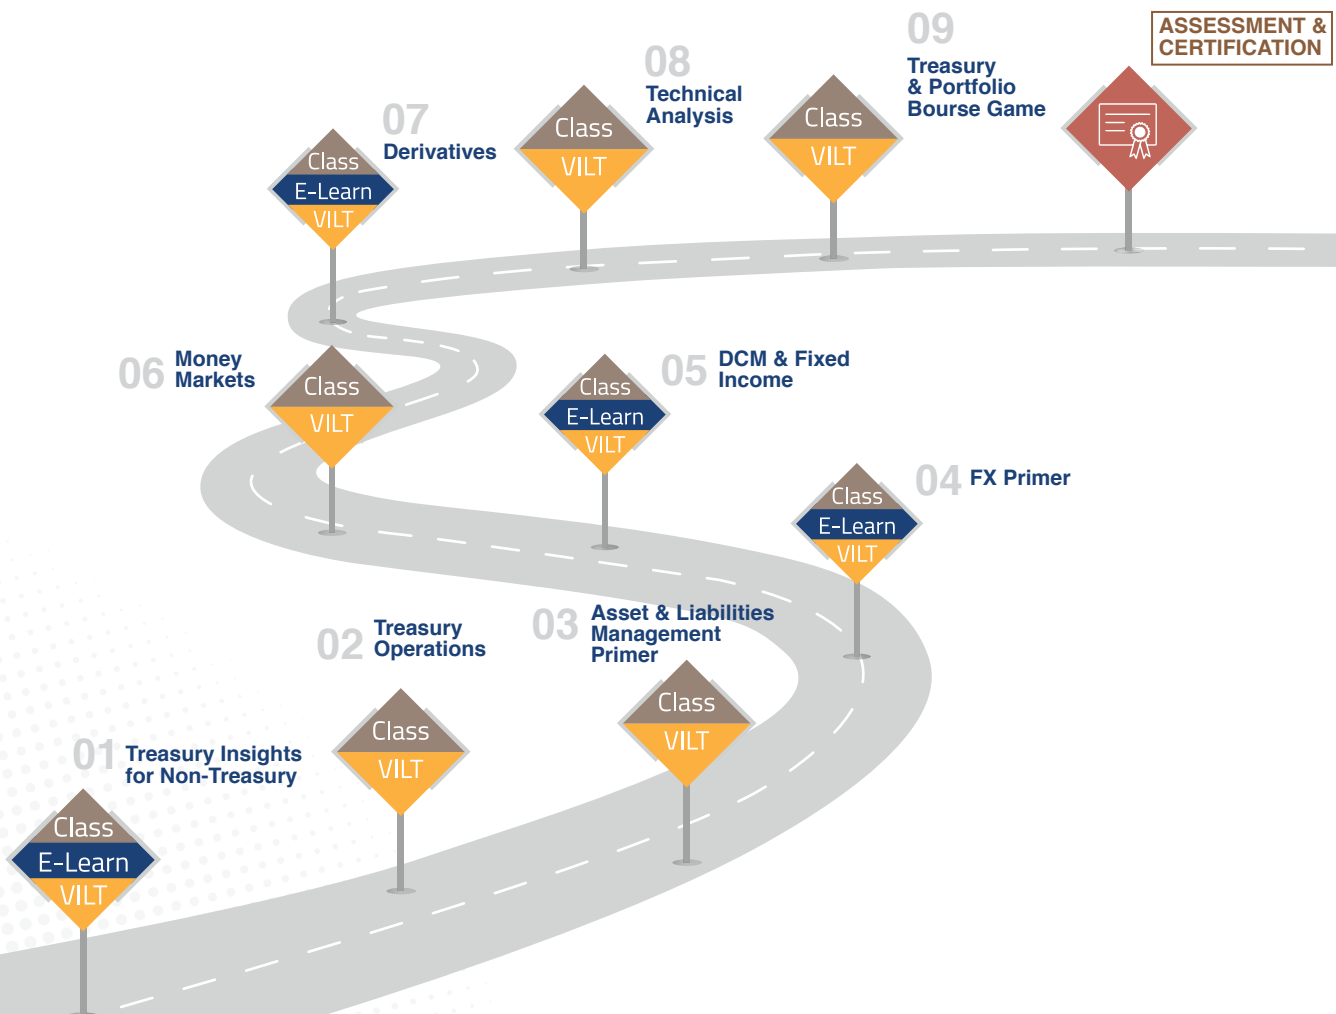 01
Treasury Insights
for Non-Treasury
Class
E-Learn
VILT
02
Treasury
Operations
Class
VILT
03
Asset & Liabilities
Management
Primer
Class
VILT
04
FX Primer
Class
E-Learn
VILT
05
DCM & Fixed
Income
Class
E-Learn
VILT
06
Money
Markets
Class
VILT
07
Derivatives
Class
E-Learn
VILT
08
Technical
Analysis
Class
VILT
09
Treasury
& Portfolio
Bourse Game
Class
VILT
ASSESSMENT &
CERTIFICATION